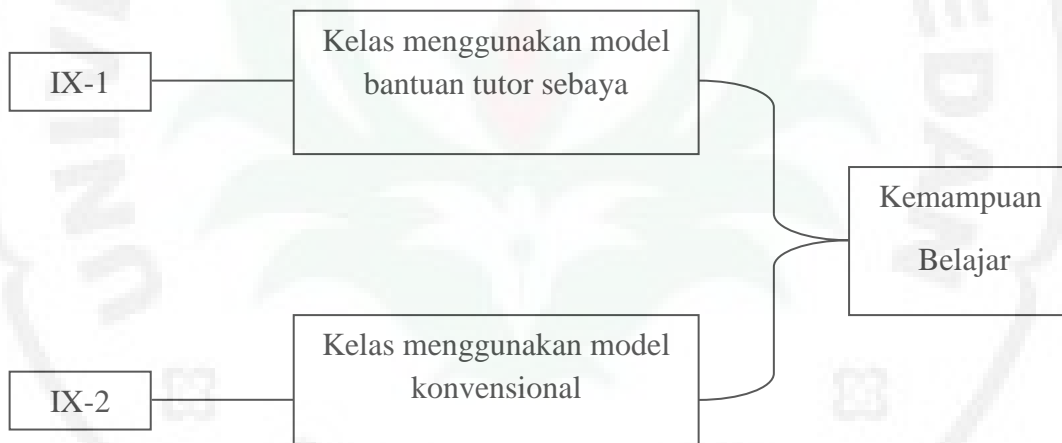 IX-1
Kelas menggunakan model
bantuan tutor sebaya
Kemampuan
Belajar
IX-2
Kelas menggunakan model
konvensional